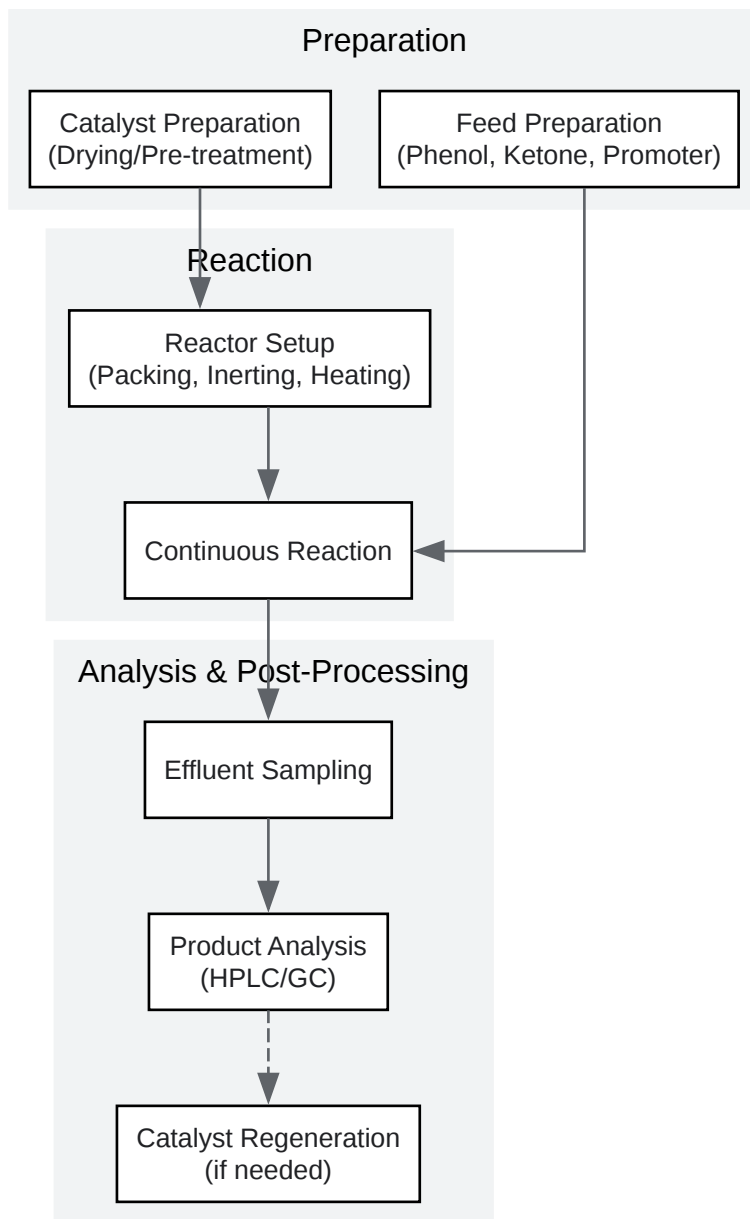 Preparation
Catalyst Preparation
(Drying/Pre-treatment)
Feed Preparation
(Phenol, Ketone, Promoter)
Reaction
Reactor Setup
(Packing, Inerting, Heating)
Continuous Reaction
Analysis & Post-Processing
Effluent Sampling
Product Analysis
(HPLC/GC)
Catalyst Regeneration
(if needed)